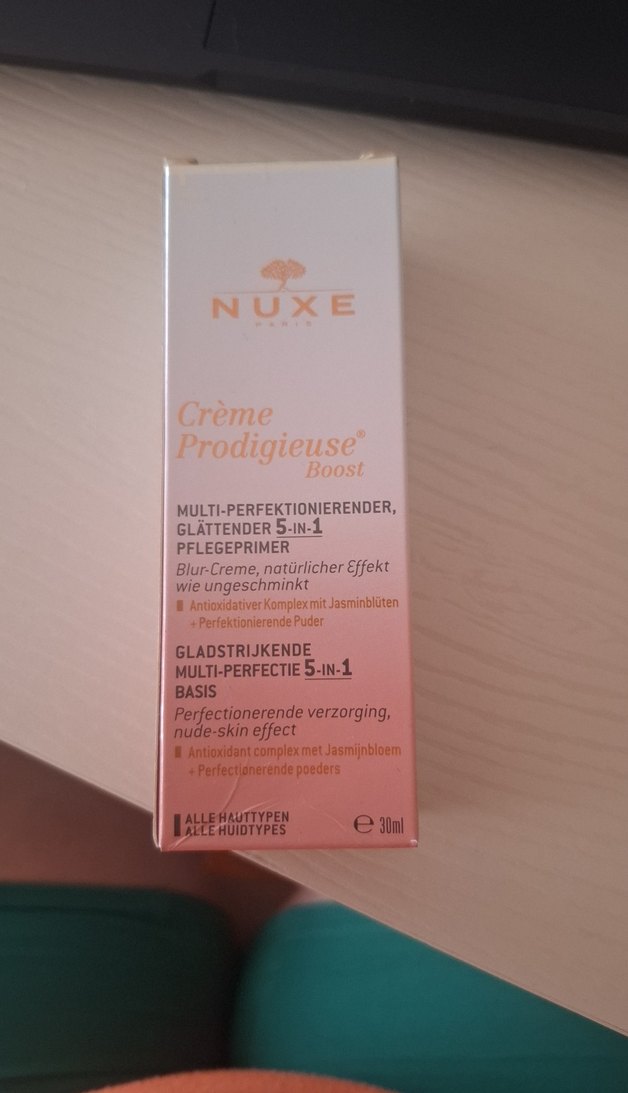 NUXE
PARIS
Crème
Prodigieuse®
Boost
MULTI-PERFEKTIONIERENDER,
GLÄTTENDER 5-IN-1
PFLEGEPRIMER
Blur-Creme, natürlicher Effekt
wie ungeschminkt
Antioxidativer Komplex mit Jasminblüten
+ Perfektionierende Puder
GLADSTRIJKENDE
MULTI-PERFECTIE 5-IN-1
BASIS
Perfectionerende verzorging,
nude-skin effect
Antioxidant complex met Jasmijnbloem
+ Perfectionerende poeders
ALLE HAUTTYPEN
ALLE HUIDTYPES
℮ 30ml